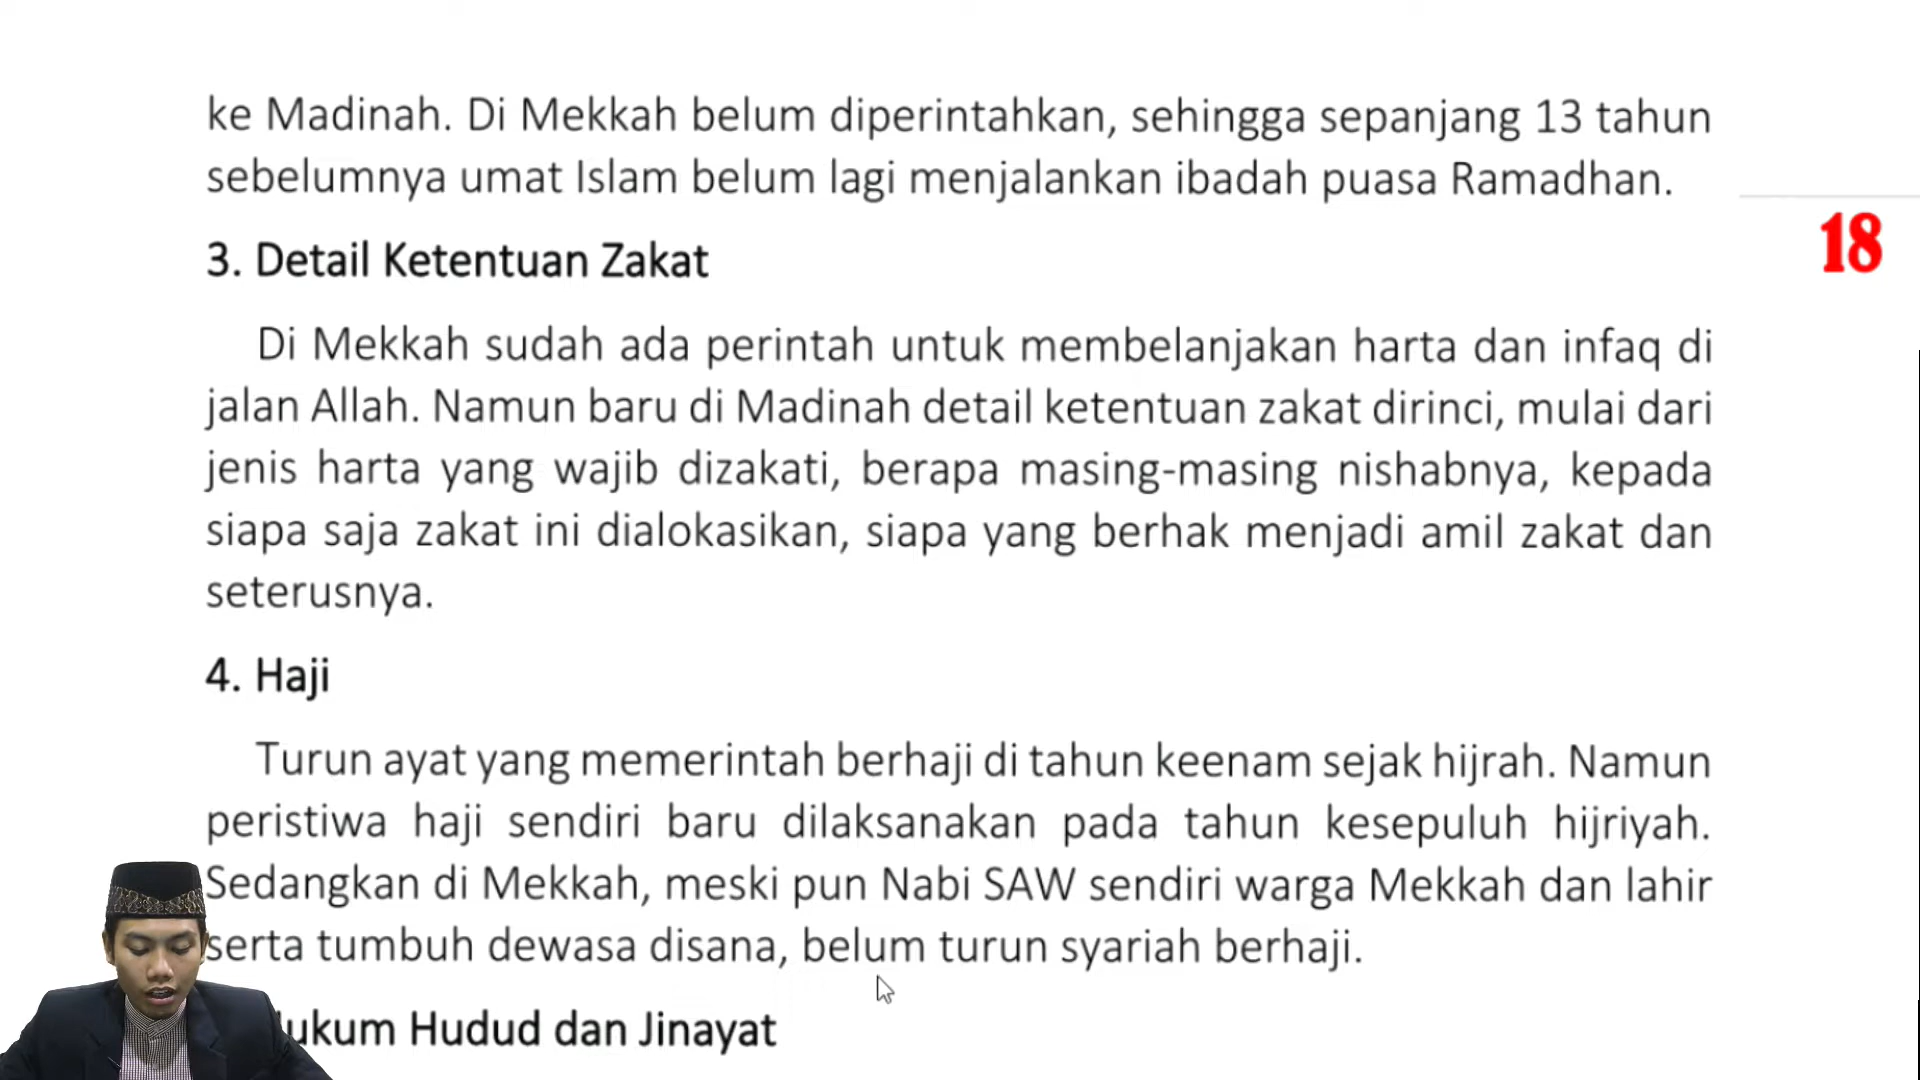 ke Madinah. Di Mekkah belum diperintahkan, sehingga sepanjang 13 tahun
sebelumnya umat Islam belum lagi menjalankan ibadah puasa Ramadhan.
18
3. Detail Ketentuan Zakat
Di Mekkah sudah ada perintah untuk membelanjakan harta dan infaq di
jalan Allah. Namun baru di Madinah detail ketentuan zakat dirinci, mulai dari
jenis harta yang wajib dizakati, berapa masing-masing nishabnya, kepada
siapa saja zakat ini dialokasikan, siapa yang berhak menjadi amil zakat dan
seterusnya.
4. Haji
Turun ayat yang memerintah berhaji di tahun keenam sejak hijrah. Namun
peristiwa haji sendiri baru dilaksanakan pada tahun kesepuluh hijriyah.
Sedangkan di Mekkah, meski pun Nabi SAW sendiri warga Mekkah dan lahir
serta tumbuh dewasa disana, belum turun syariah berhaji.
Hudud dan Jinayat